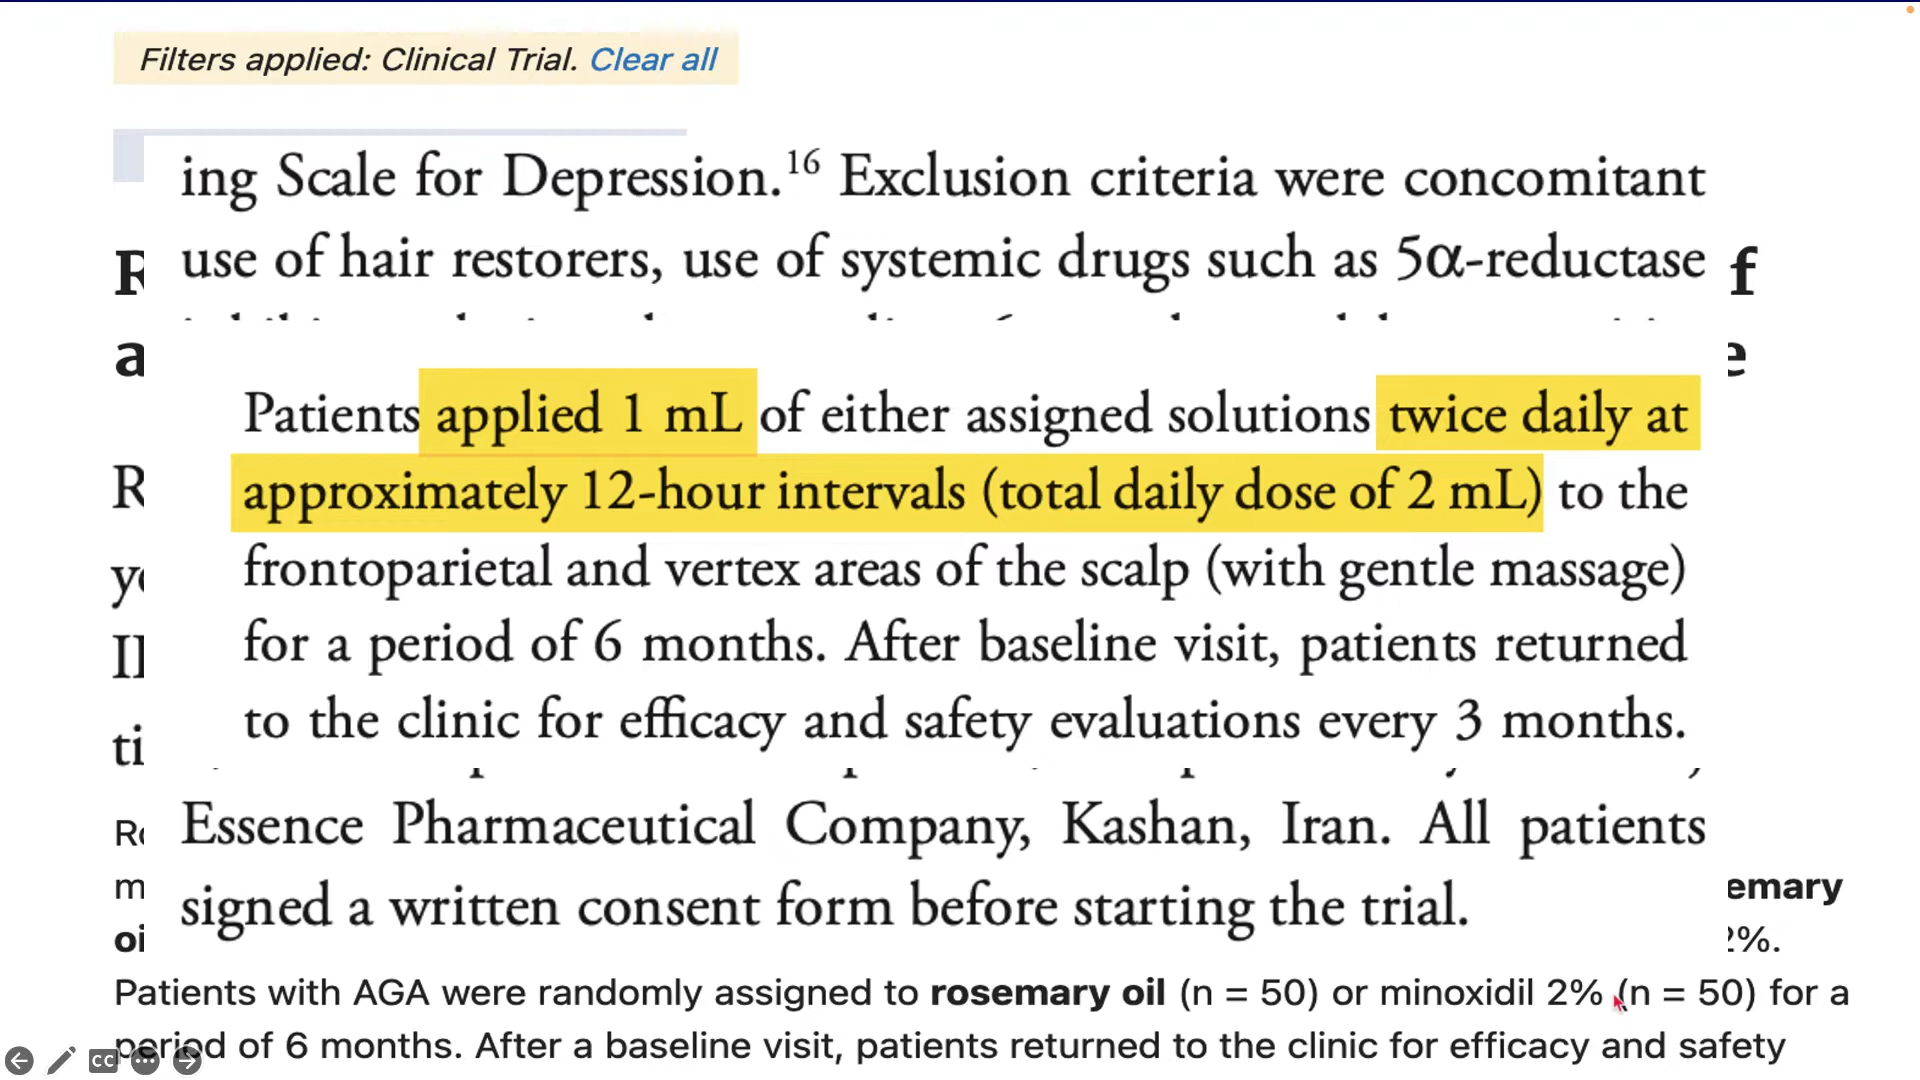 Filters applied: Clinical Trial. Clear all
ing Scale for Depression.16 Exclusion criteria were concomitant
use of hair restorers, use of systemic drugs such as 5α-reductase
Patients applied 1 mL of either assigned solutions twice daily at
approximately 12-hour intervals (total daily dose of 2 mL) to the
frontoparietal and vertex areas of the scalp (with gentle massage)
for a period of 6 months. After baseline visit, patients returned
to the clinic for efficacy and safety evaluations every 3 months.
Essence Pharmaceutical Company, Kashan, Iran. All patients
signed a written consent form before starting the trial.
emary
2%.
Patients with AGA were randomly assigned to rosemary oil (n = 50) or minoxidil 2% (n = 50) for a
period of 6 months. After a baseline visit, patients returned to the clinic for efficacy and safety
CC